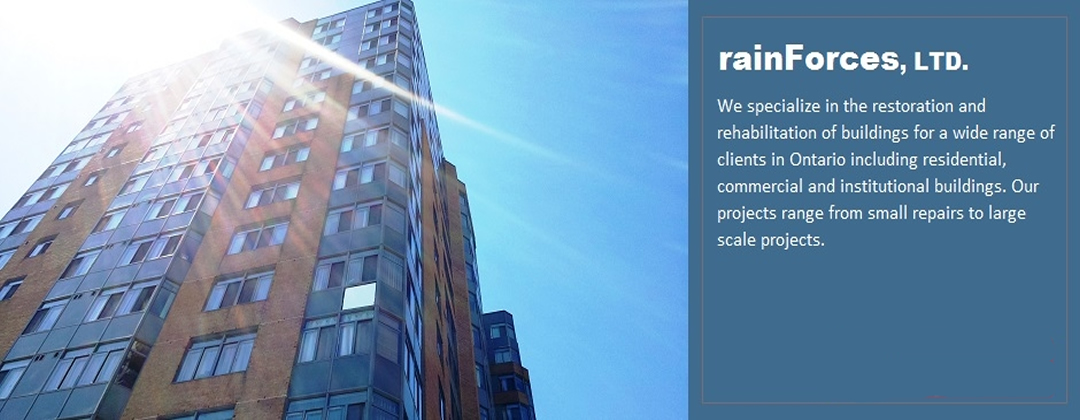 rainForces, LTD.
We specialize in the restoration and
rehabilitation of buildings for a wide range of
clients in Ontario including residential,
commercial and institutional buildings. Our
projects range from small repairs to large
scale projects.